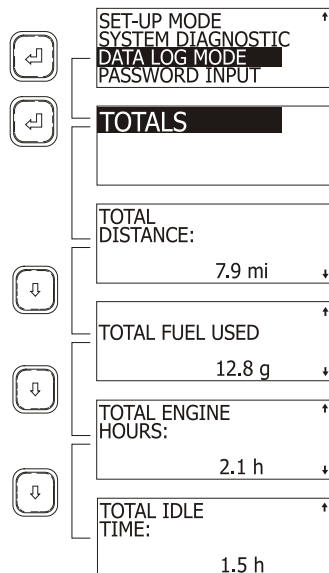 SET-UP MODE
SYSTEM DIAGNOSTIC
DATA LOG MODE
PASSWORD INPUT
TOTALS
TOTAL
DISTANCE:
7.9 mi
TOTAL FUEL USED
12.8 g
TOTAL ENGINE
HOURS:
2.1 h
TOTAL IDLE
TIME:
1.5 h